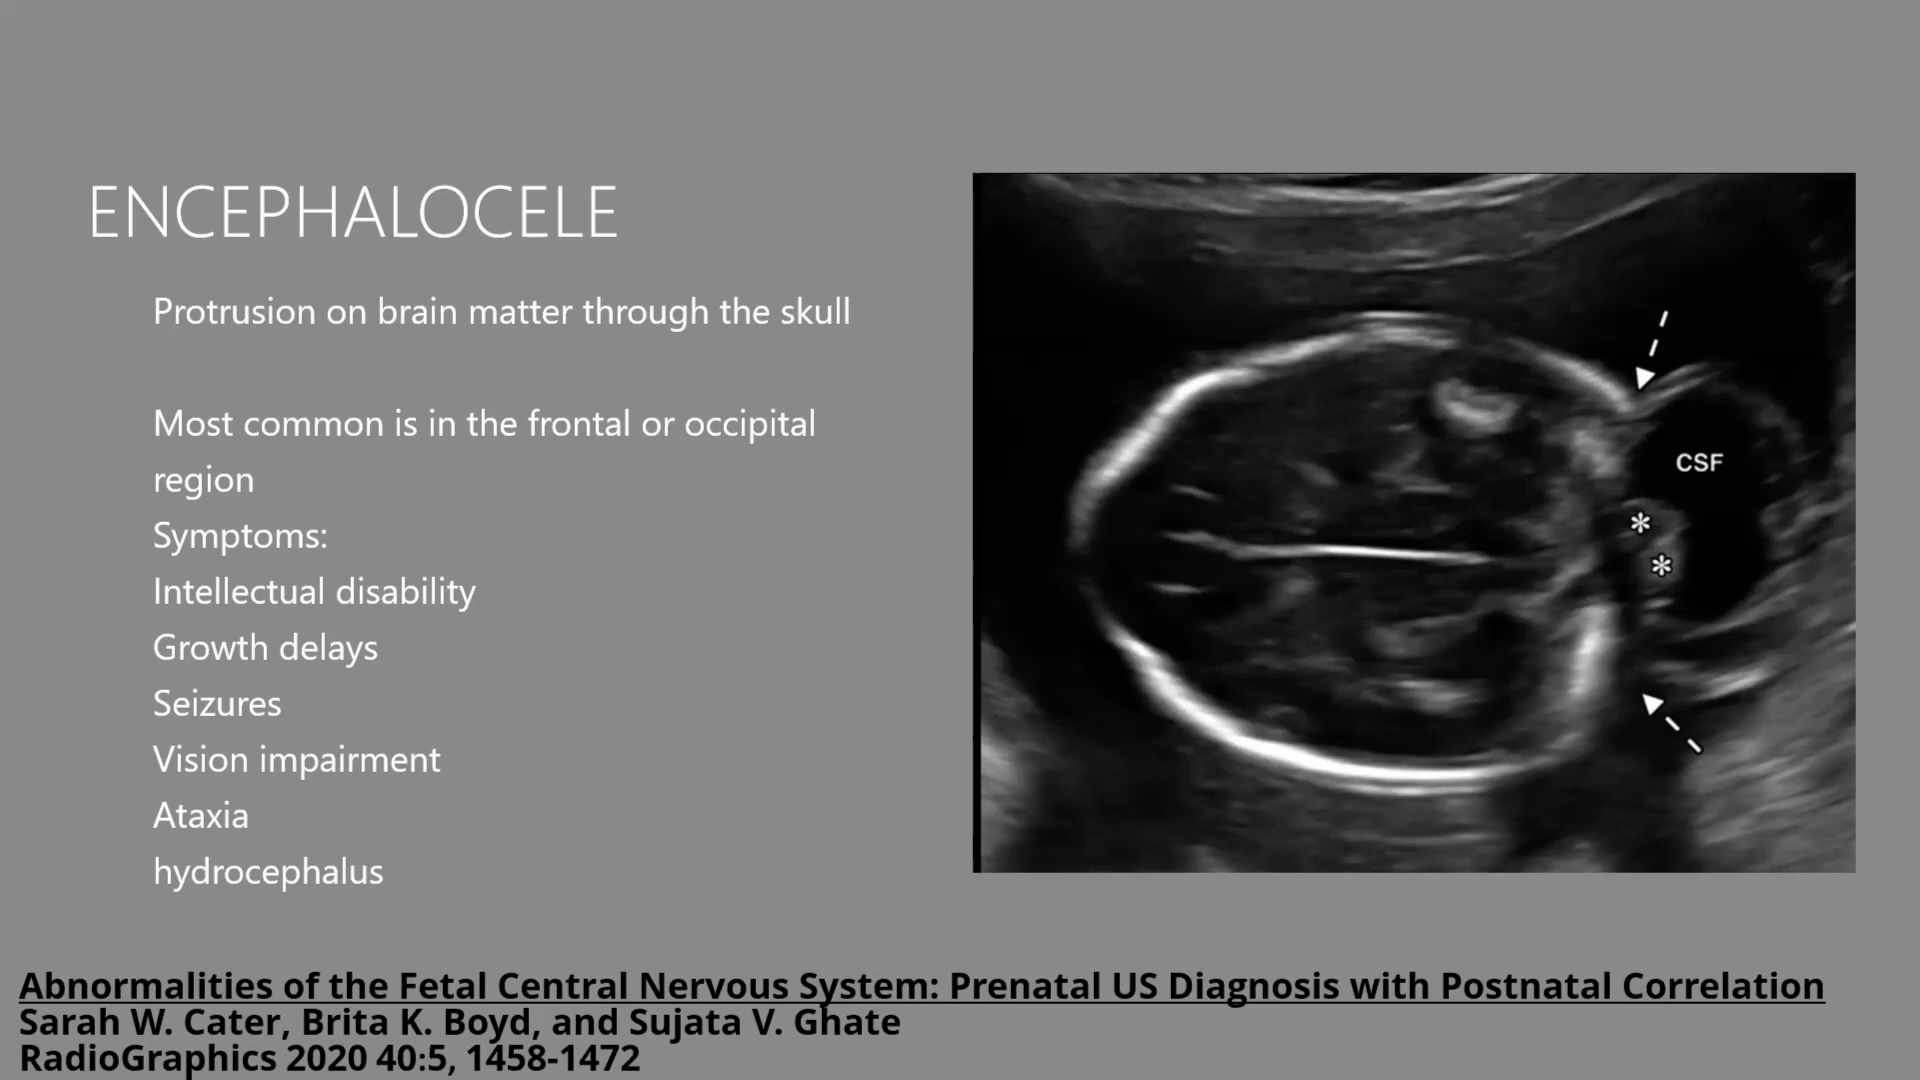 ENCEPHALOCELE
Protrusion on brain matter through the skull
Most common is in the frontal or occipital
region
Symptoms:
Intellectual disability
Growth delays
Seizures
Vision impairment
Ataxia
hydrocephalus
CSF
*
*
Abnormalities of the Fetal Central Nervous System: Prenatal US Diagnosis with Postnatal Correlation
Sarah W. Cater, Brita K. Boyd, and Sujata V. Ghate
RadioGraphics 2020 40:5, 1458-1472